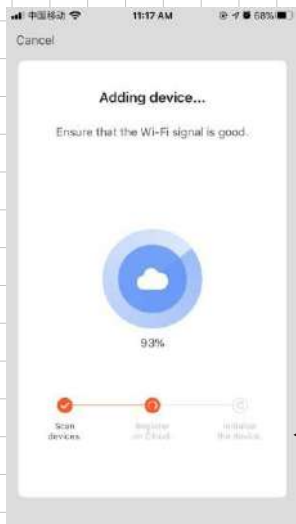 中国移动 11:17 AM 68%
Cancel
Adding device...
Ensure that the Wi-Fi signal is good.
93%
Scan devices.
Register on Cloud.
Initialize the device.